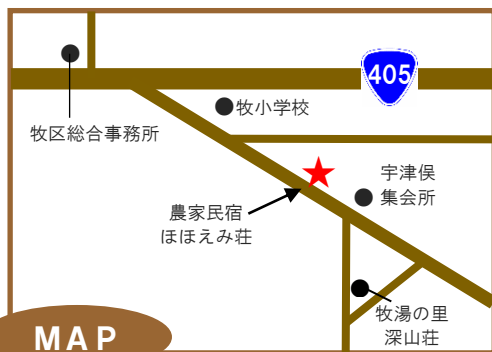 405
牧小学校
牧区総合事務所
宇津俣
集会所
農家民宿
ほほえみ荘
牧湯の里
深山荘
MAP